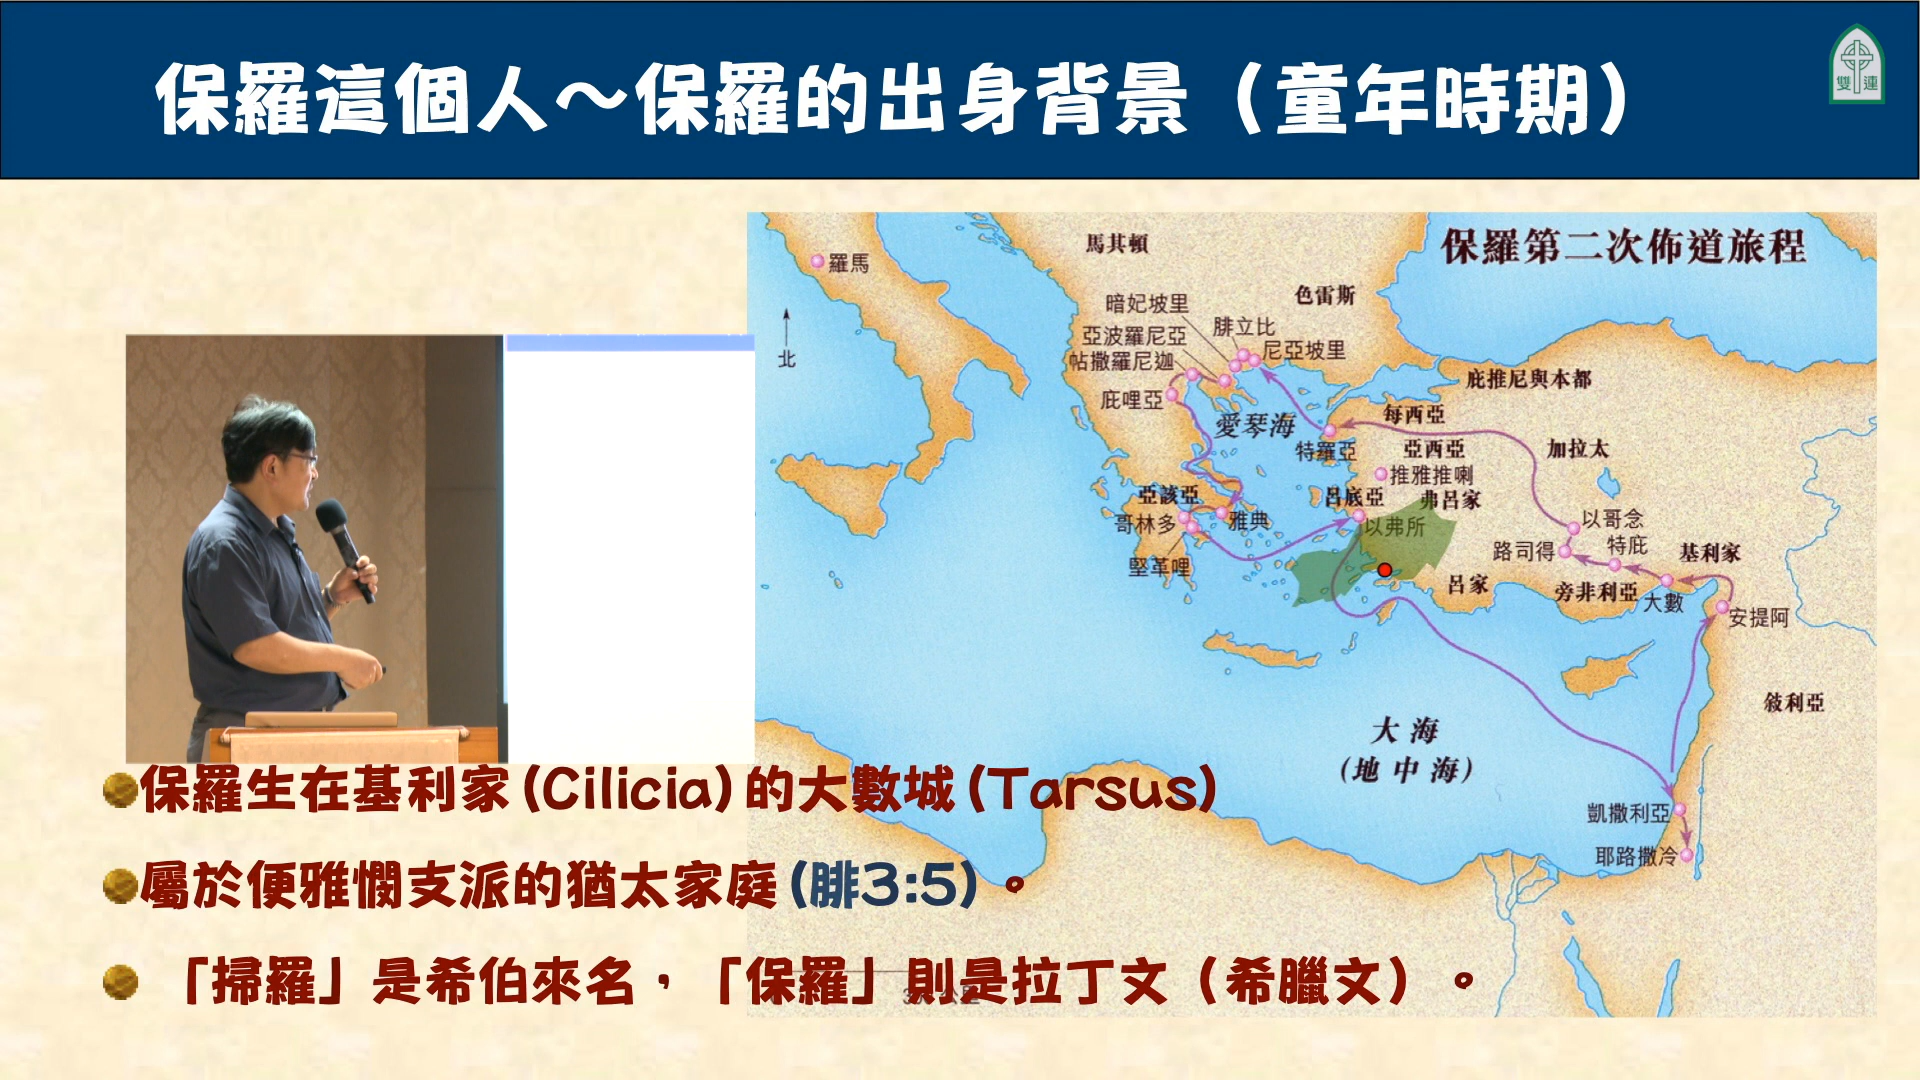 保羅這個人～保羅的出身背景（童年時期）
雙連
保羅第二次佈道旅程
羅馬
北
馬其頓
色雷斯
暗妃坡里
腓立比
亞波羅尼亞
尼亞坡里
帖撒羅尼迦
庇推尼與本都
庇哩亞
每西亞
愛琴海
特羅亞
亞西亞
加拉太
推雅推喇
亞該亞
呂底亞
弗呂家
哥林多
雅典
以弗所
以哥念
路司得
特庇
基利家
堅革哩
呂家
旁非利亞
大數
安提阿
敍利亞
大海
(地中海)
凱撒利亞
耶路撒冷
保羅生在基利家(Cilicia)的大數城(Tarsus)
屬於便雅憫支派的猶太家庭(腓3:5)。
「掃羅」是希伯來名，「保羅」則是拉丁文（希臘文）。